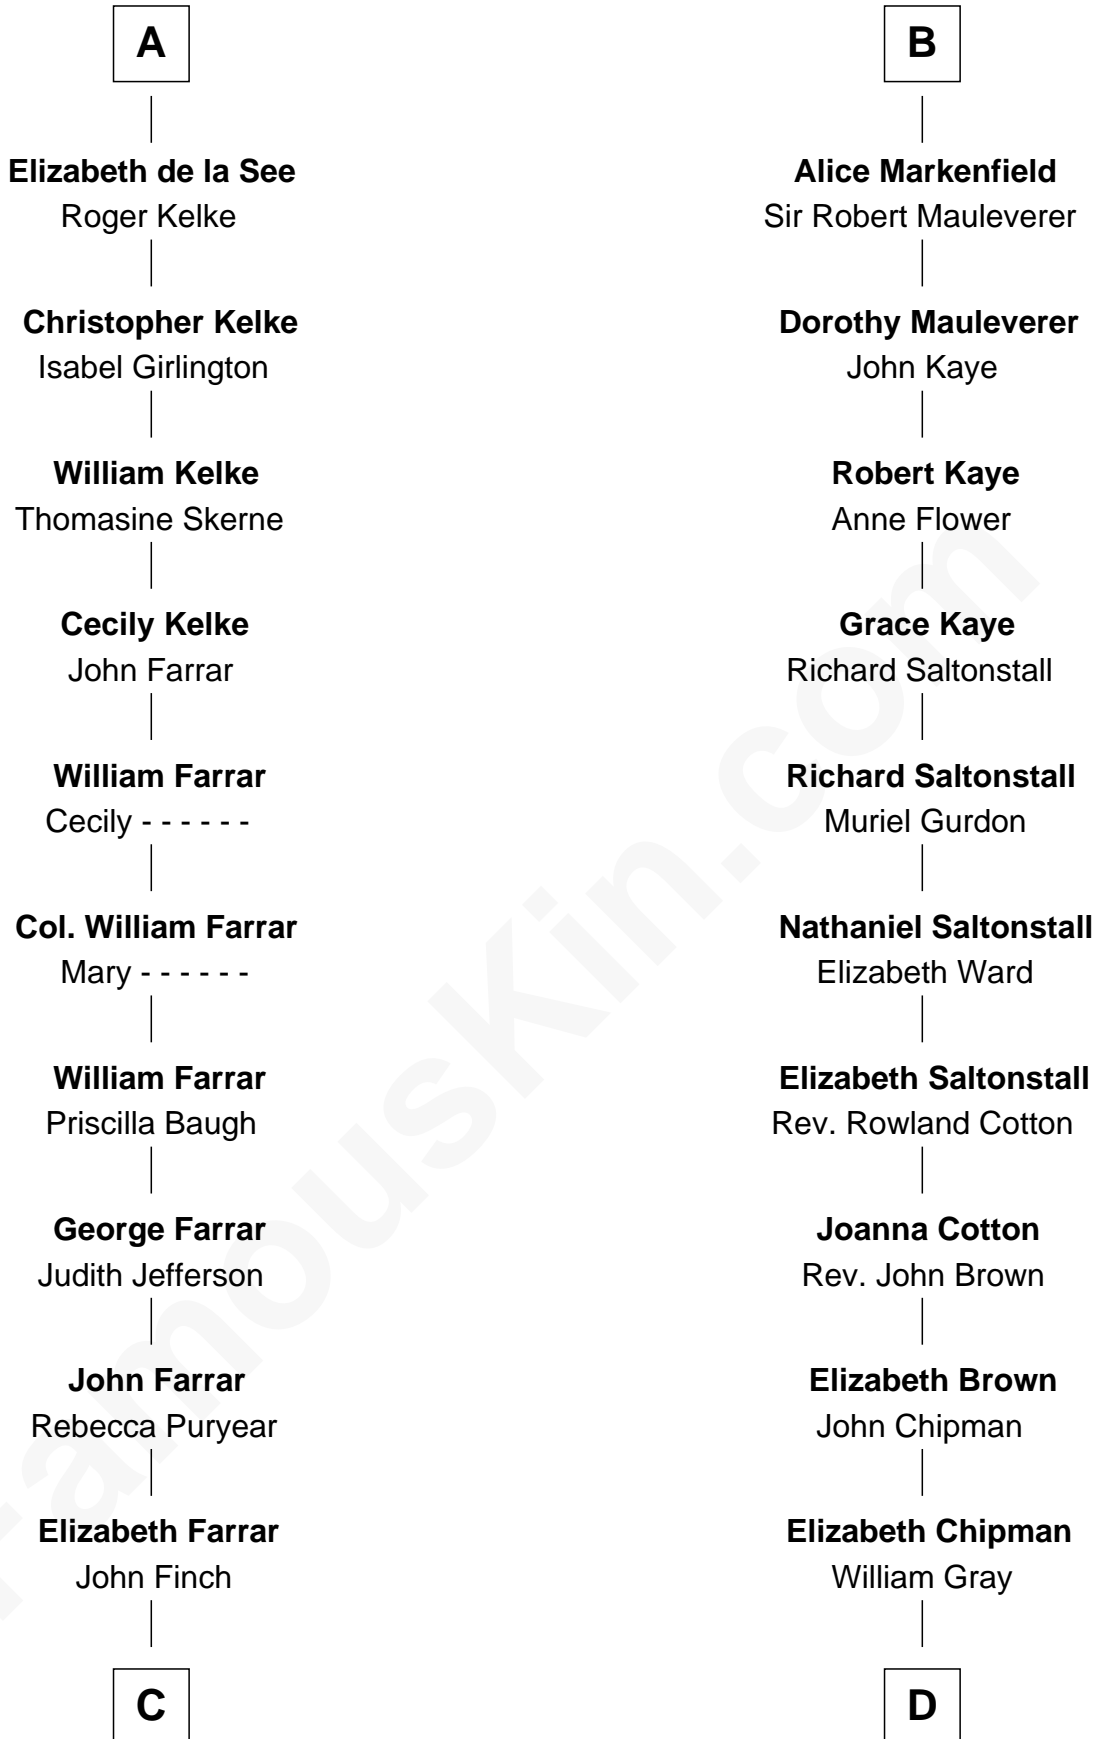 A
Elizabeth de la See
Roger Kelke
Christopher Kelke
Isabel Girlington
William Kelke
Thomasine Skerne
Cecily Kelke
John Farrar
William Farrar
Cecily - - - - - -
Col. William Farrar
Mary - - - - - -
William Farrar
Priscilla Baugh
George Farrar
Judith Jefferson
John Farrar
Rebecca Puryear
Elizabeth Farrar
John Finch
C
B
Alice Markenfield
Sir Robert Mauleverer
Dorothy Mauleverer
John Kaye
Robert Kaye
Anne Flower
Grace Kaye
Richard Saltonstall
Richard Saltonstall
Muriel Gurdon
Nathaniel Saltonstall
Elizabeth Ward
Elizabeth Saltonstall
Rev. Rowland Cotton
Joanna Cotton
Rev. John Brown
Elizabeth Brown
John Chipman
Elizabeth Chipman
William Gray
D
FamousKin.com